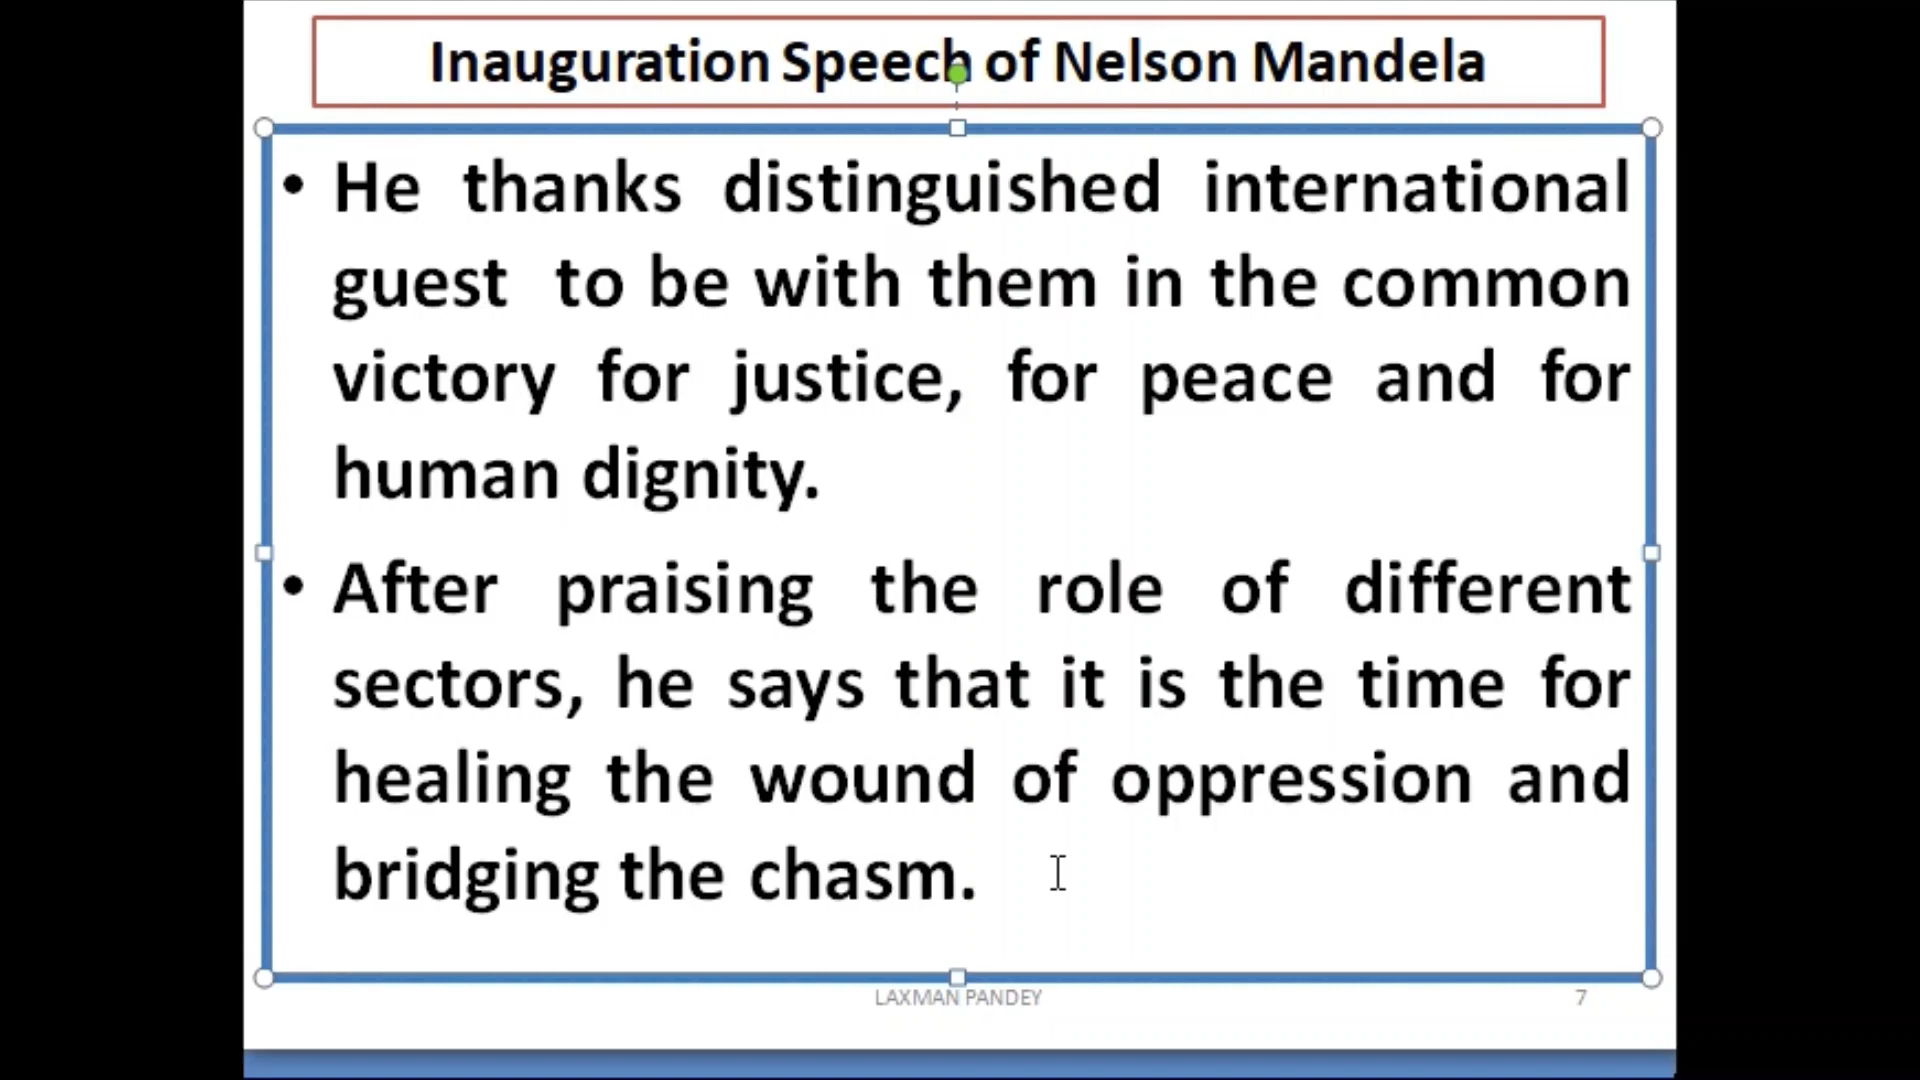 Inauguration Speech of Nelson Mandela
• He thanks distinguished international
guest to be with them in the common
victory for justice, for peace and for
human dignity.
• After praising the role of different
sectors, he says that it is the time for
healing the wound of oppression and
bridging the chasm.
LAXMAN PANDEY
7